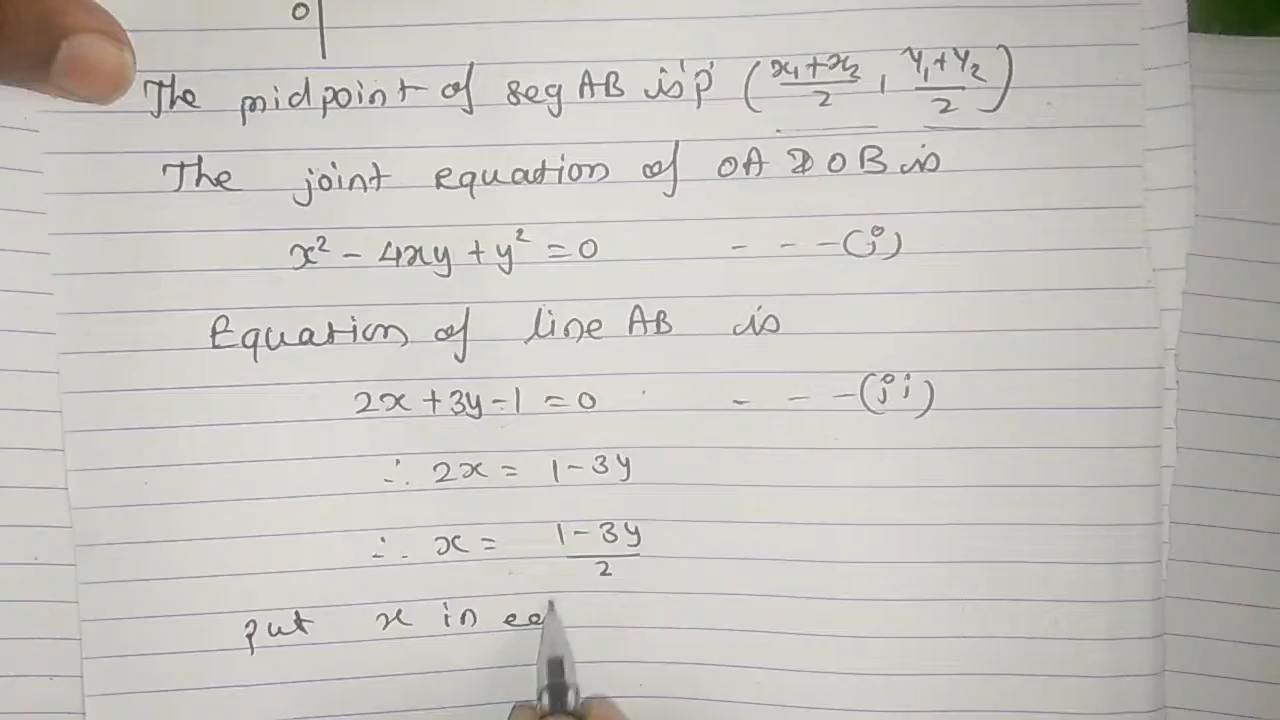 0
The midpoint of seg AB is 'P' (x₁+x₂/2, y₁+y₂/2)
The joint equation of OA & OB is
x² - 4xy + y² = 0 - - -(i)
Equation of line AB is
2x + 3y - 1 = 0 - - -(ii)
∴ 2x = 1 - 3y
∴ x = 1 - 3y/2
put x in eq